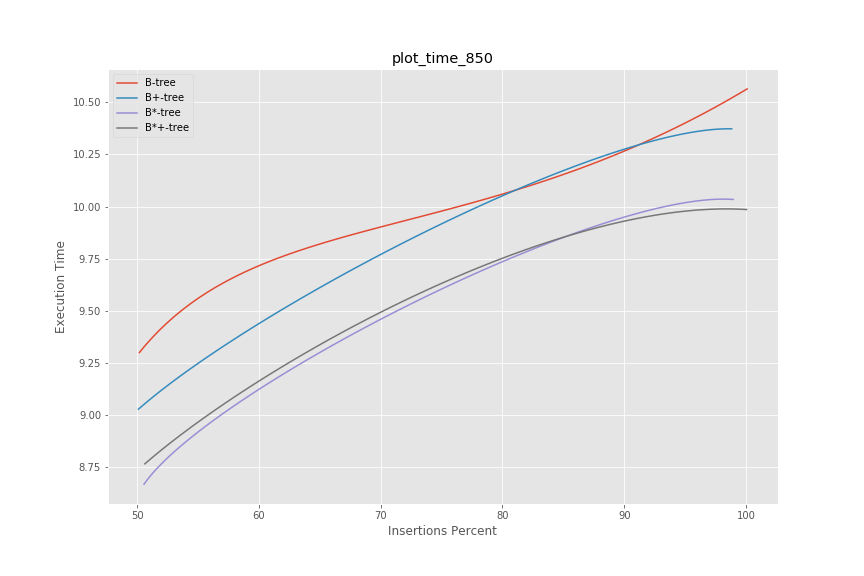 plot_time_850
B-tree
B+-tree
B*-tree
B*+-tree
10.50
10.25
10.00
9.75
9.50
9.25
9.00
8.75
Execution Time
50 60 70 80 90 100
Insertions Percent